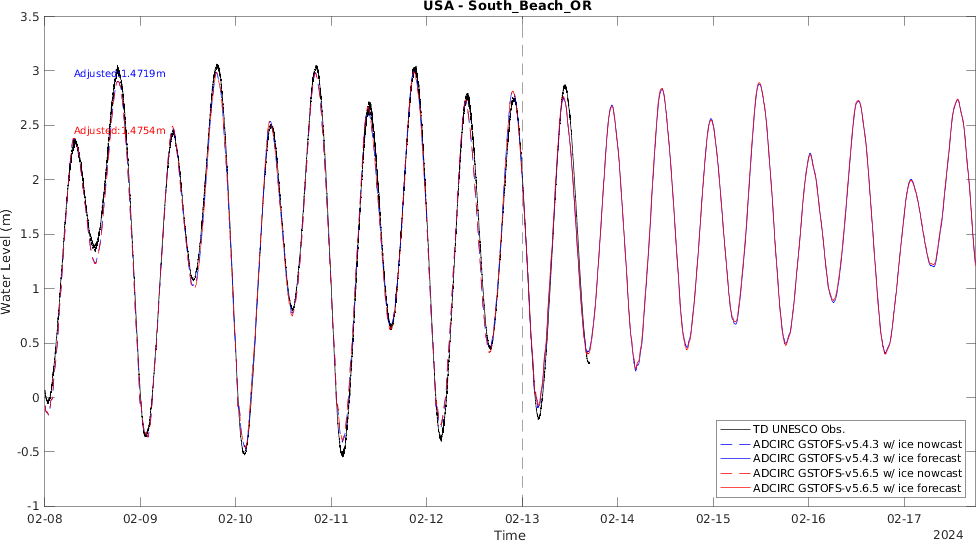 USA - South_Beach_OR
3.5
3
2.5
2
1.5
1
0.5
0
-0.5
-1
Water Level (m)
Adjusted:1.4719m
Adjusted:1.4754m
TD UNESCO Obs.
ADCIRC GSTOFS-v5.4.3 w/ ice nowcast
ADCIRC GSTOFS-v5.4.3 w/ ice forecast
ADCIRC GSTOFS-v5.6.5 w/ ice nowcast
ADCIRC GSTOFS-v5.6.5 w/ ice forecast
02-08 02-09 02-10 02-11 02-12 02-13 02-14 02-15 02-16 02-17
Time
2024